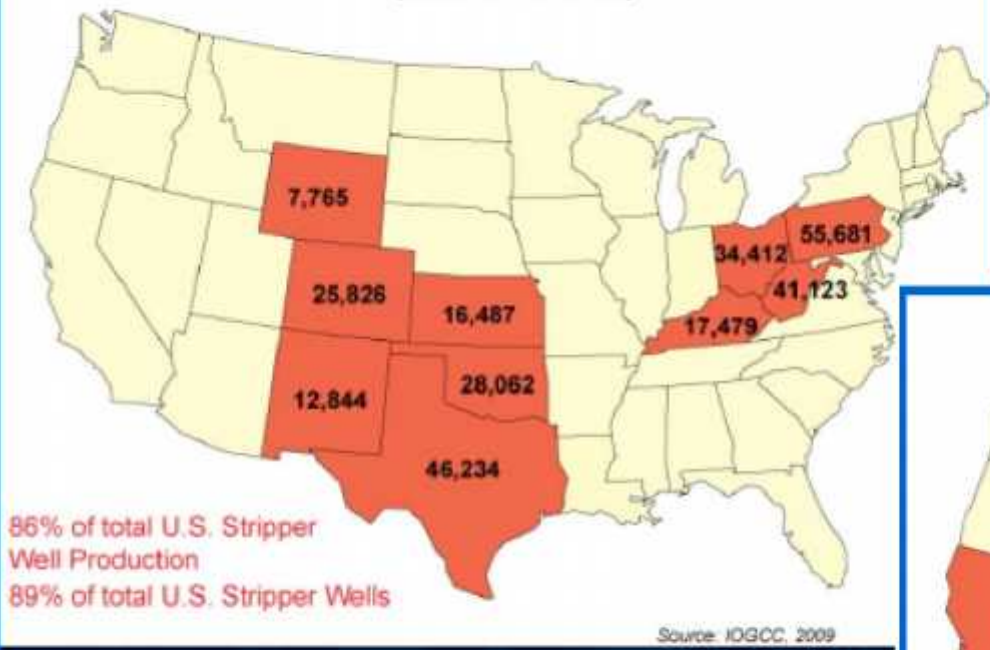 7,765
55,681
34,412
25,826
41,123
16,487
17,479
28,062
12,844
46,234
86% of total U.S. Stripper
Well Production
89% of total U.S. Stripper Wells
Source: IOGCC, 2009